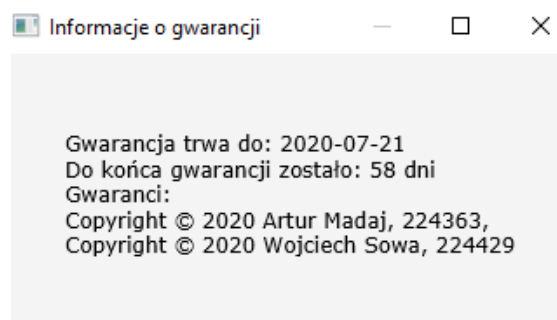 Informacje o gwarancji
Gwarancja trwa do: 2020-07-21
Do końca gwarancji zostało: 58 dni
Gwaranci:
Copyright © 2020 Artur Madaj, 224363,
Copyright © 2020 Wojciech Sowa, 224429